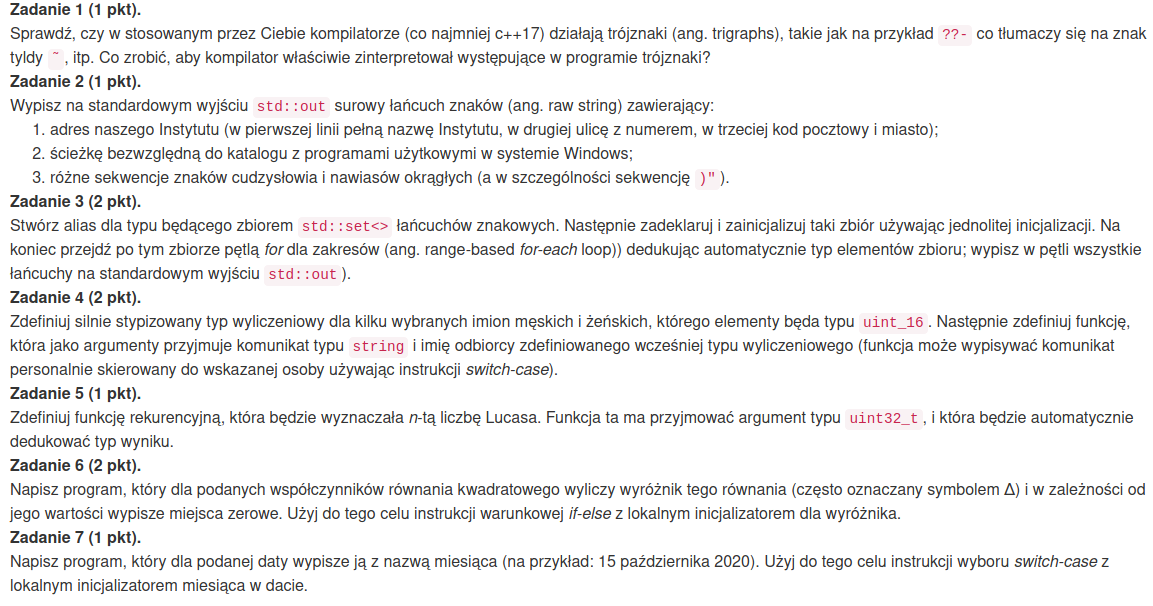 Zadanie 1 (1 pkt).
Sprawdź, czy w stosowanym przez Ciebie kompilatorze (co najmniej c++17) działają trójznaki (ang. trigraphs), takie jak na przykład ??- co tłumaczy się na znak
tyldy ~ , itp. Co zrobić, aby kompilator właściwie zinterpretował występujące w programie trójznaki?
Zadanie 2 (1 pkt).
Wypisz na standardowym wyjściu std::out surowy łańcuch znaków (ang. raw string) zawierający:
1. adres naszego Instytutu (w pierwszej linii pełną nazwę Instytutu, w drugiej ulicę z numerem, w trzeciej kod pocztowy i miasto);
2. ścieżkę bezwzględną do katalogu z programami użytkowymi w systemie Windows;
3. różne sekwencje znaków cudzysłowia i nawiasów okrągłych (a w szczególności sekwencję )" ).
Zadanie 3 (2 pkt).
Stwórz alias dla typu będącego zbiorem std::set<> łańcuchów znakowych. Następnie zadeklaruj i zainicjalizuj taki zbiór używając jednolitej inicjalizacji. Na
koniec przejdź po tym zbiorze pętlą for dla zakresów (ang. range-based for-each loop)) dedukując automatycznie typ elementów zbioru; wypisz w pętli wszystkie
łańcuchy na standardowym wyjściu std::out ).
Zadanie 4 (2 pkt).
Zdefiniuj silnie stypizowany typ wyliczeniowy dla kilku wybranych imion męskich i żeńskich, którego elementy będa typu uint_16 . Następnie zdefiniuj funkcję,
która jako argumenty przyjmuje komunikat typu string i imię odbiorcy zdefiniowanego wcześniej typu wyliczeniowego (funkcja może wypisywać komunikat
personalnie skierowany do wskazanej osoby używając instrukcji switch-case).
Zadanie 5 (1 pkt).
Zdefiniuj funkcję rekurencyjną, która będzie wyznaczała n-tą liczbę Lucasa. Funkcja ta ma przyjmować argument typu uint32_t , i która będzie automatycznie
dedukować typ wyniku.
Zadanie 6 (2 pkt).
Napisz program, który dla podanych współczynników równania kwadratowego wyliczy wyróżnik tego równania (często oznaczany symbolem Δ) i w zależności od
jego wartości wypisze miejsca zerowe. Użyj do tego celu instrukcji warunkowej if-else z lokalnym inicjalizatorem dla wyróżnika.
Zadanie 7 (1 pkt).
Napisz program, który dla podanej daty wypisze ją z nazwą miesiąca (na przykład: 15 października 2020). Użyj do tego celu instrukcji wyboru switch-case z
lokalnym inicjalizatorem miesiąca w dacie.